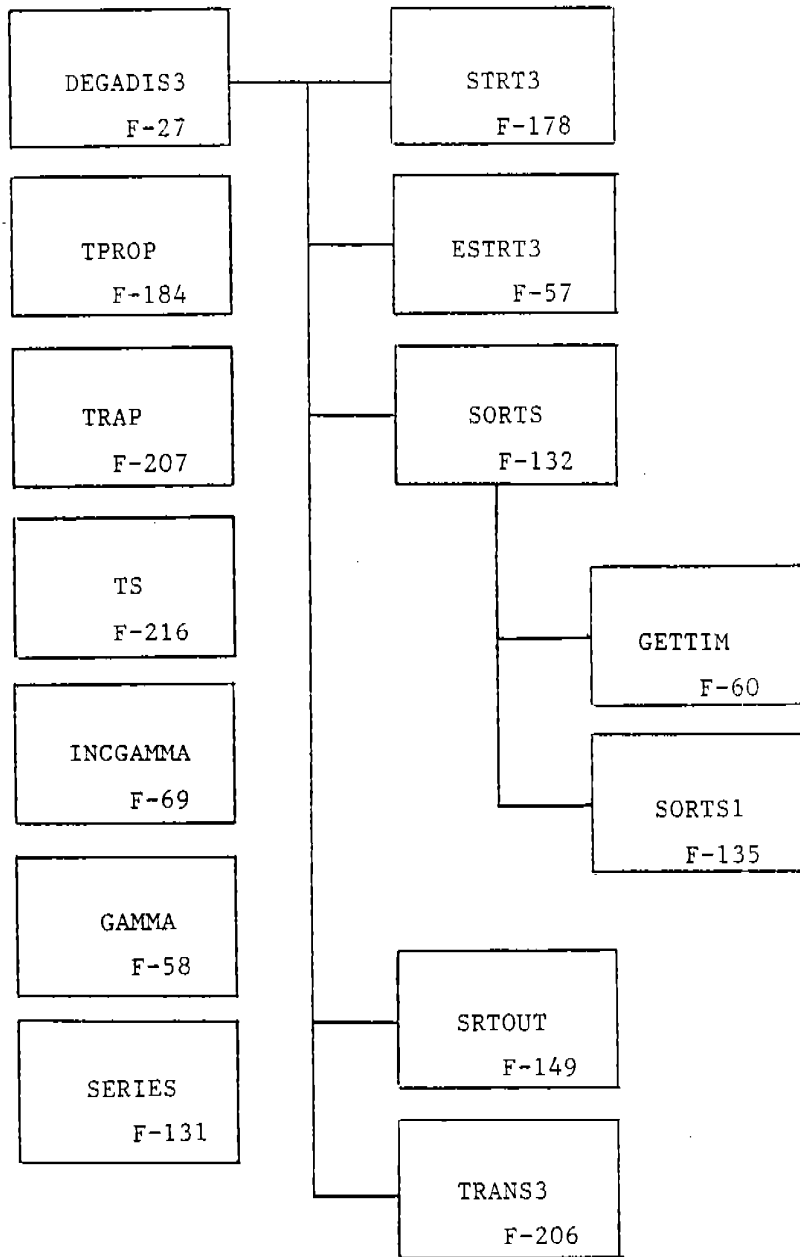 DEGADIS3
F-27
STRT3
F-178
TPROP
F-184
ESTRT3
F-57
TRAP
F-207
SORTS
F-132
TS
F-216
GETTIM
F-60
INCGAMMA
F-69
SORTS1
F-135
GAMMA
F-58
SRTOUT
F-149
SERIES
F-131
TRANS3
F-206